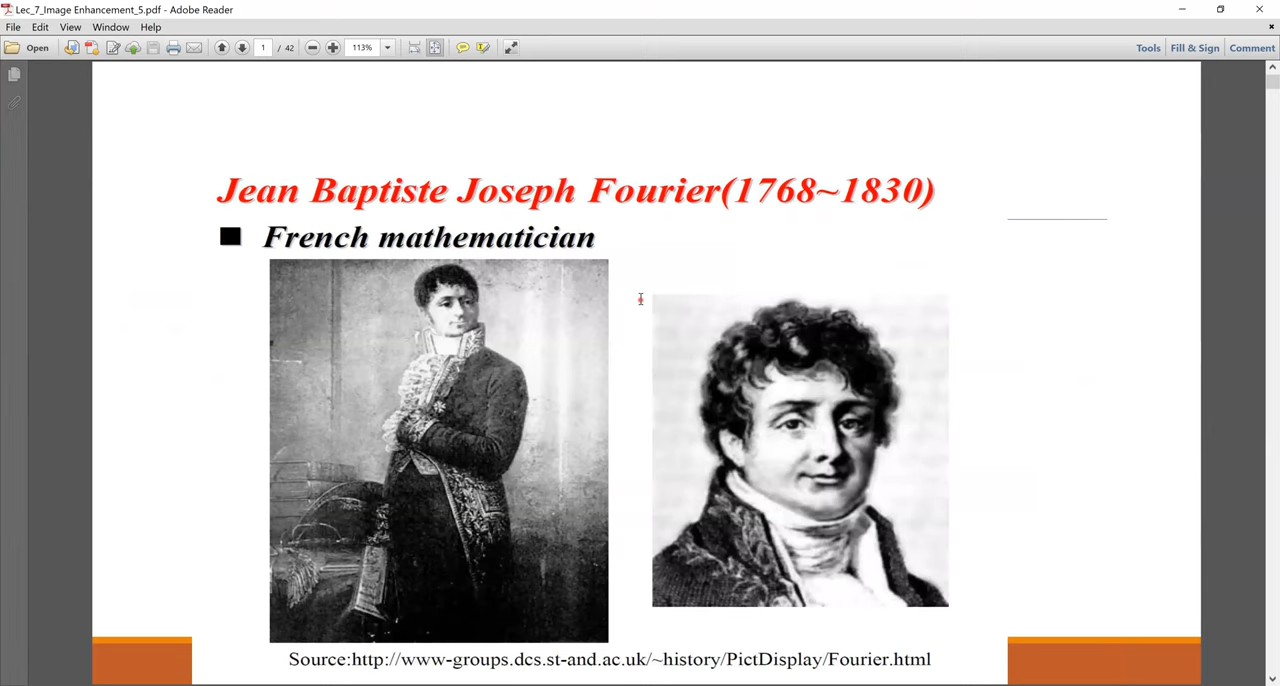 Lec_7_Image Enhancement_5.pdf - Adobe Reader
File Edit View Window Help
Open 1 / 42 113% Tools Fill & Sign Comment
Jean Baptiste Joseph Fourier(1768~1830)
French mathematician
Source:http://www-groups.dcs.st-and.ac.uk/~history/PictDisplay/Fourier.html